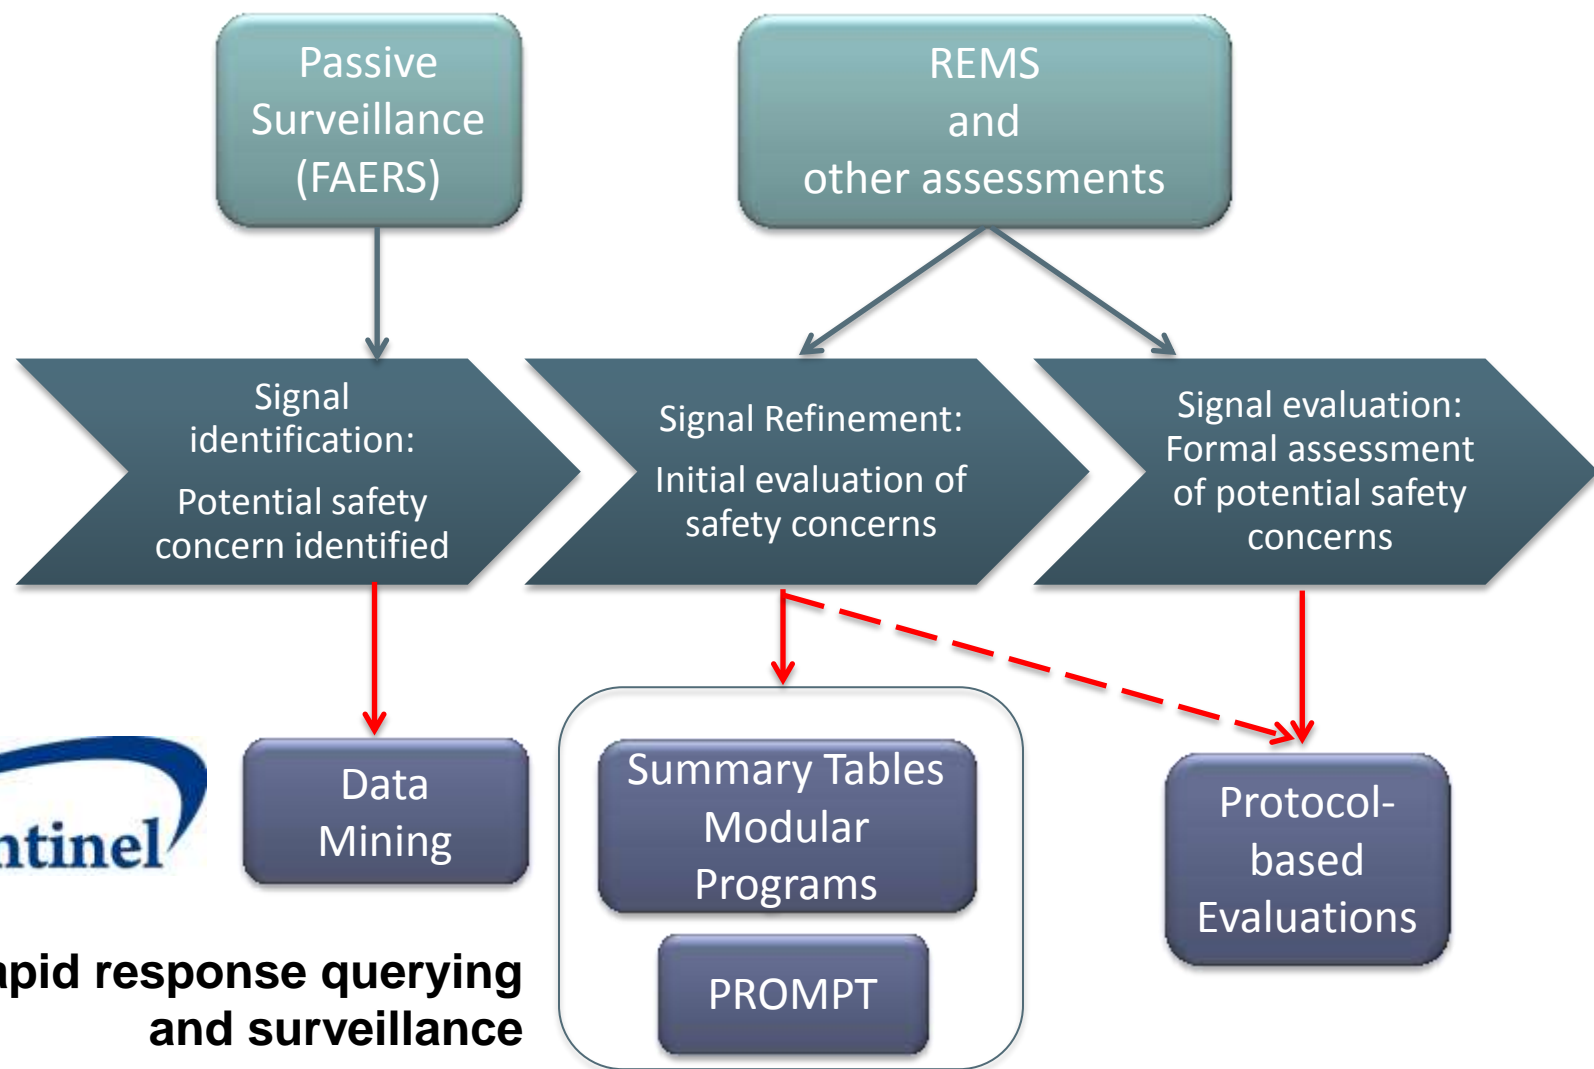 Passive
Surveillance
(FAERS)
REMS
and
other assessments
Signal
identification:
Potential safety
concern identified
Signal Refinement:
Initial evaluation of
safety concerns
Signal evaluation:
Formal assessment
of potential safety
concerns
ntinel
Data
Mining
Summary Tables
Modular
Programs
PROMPT
Protocol-
based
Evaluations
apid response querying
and surveillance